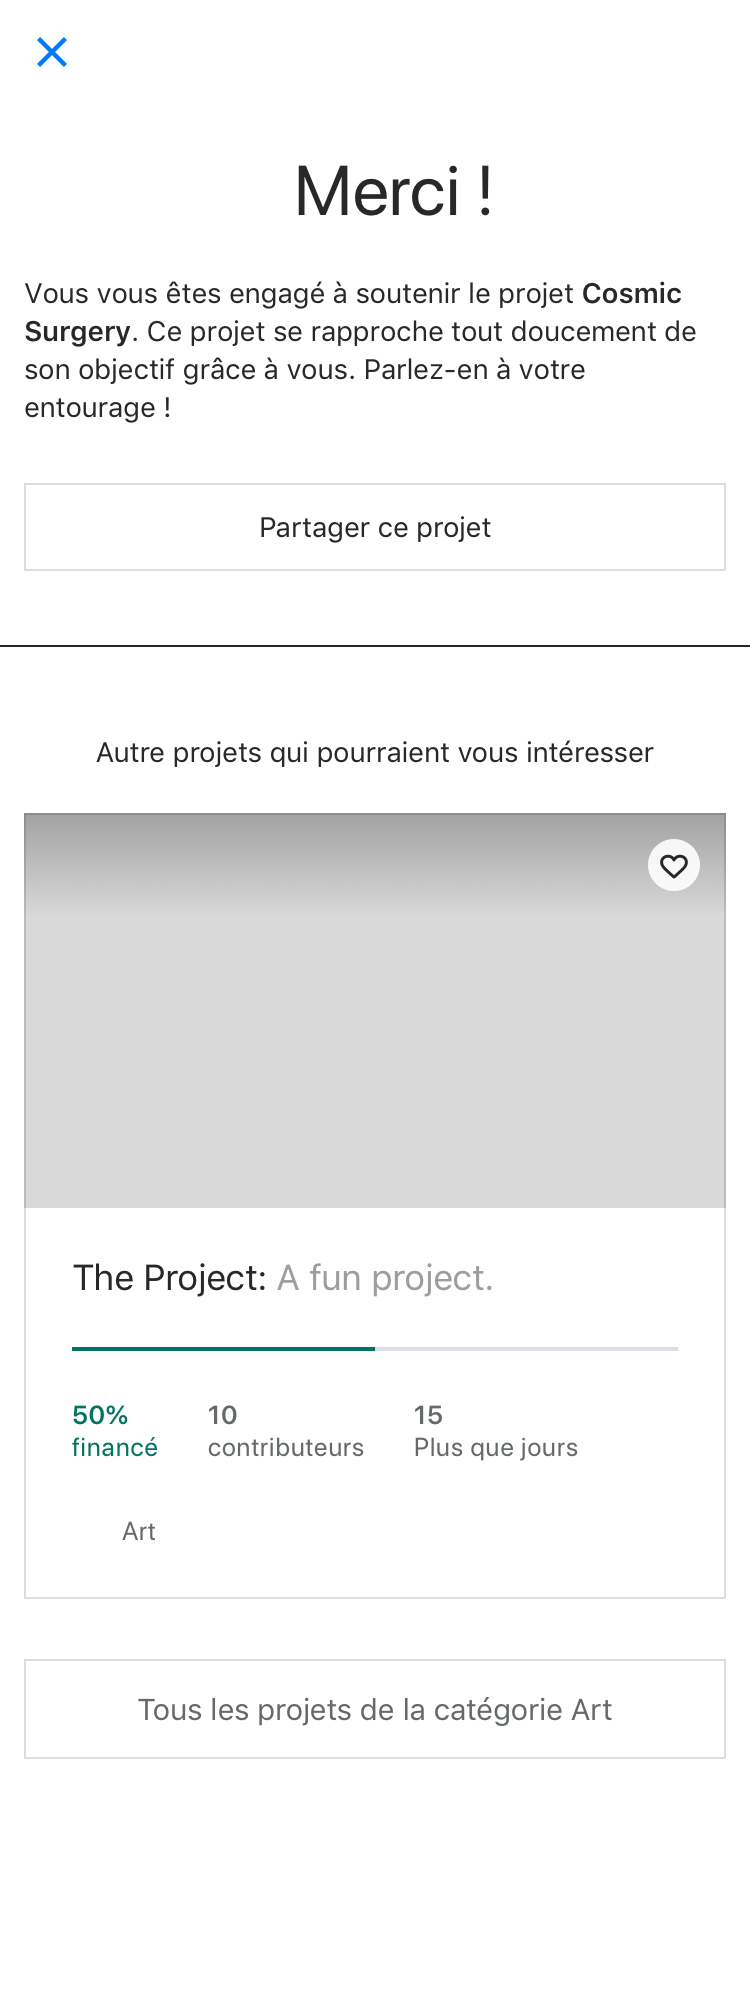 Merci !
Vous vous êtes engagé à soutenir le projet Cosmic
Surgery. Ce projet se rapproche tout doucement de
son objectif grâce à vous. Parlez-en à votre
entourage !
Partager ce projet
Autre projets qui pourraient vous intéresser
The Project: A fun project.
50% 10 15
financé contributeurs Plus que jours
Art
Tous les projets de la catégorie Art